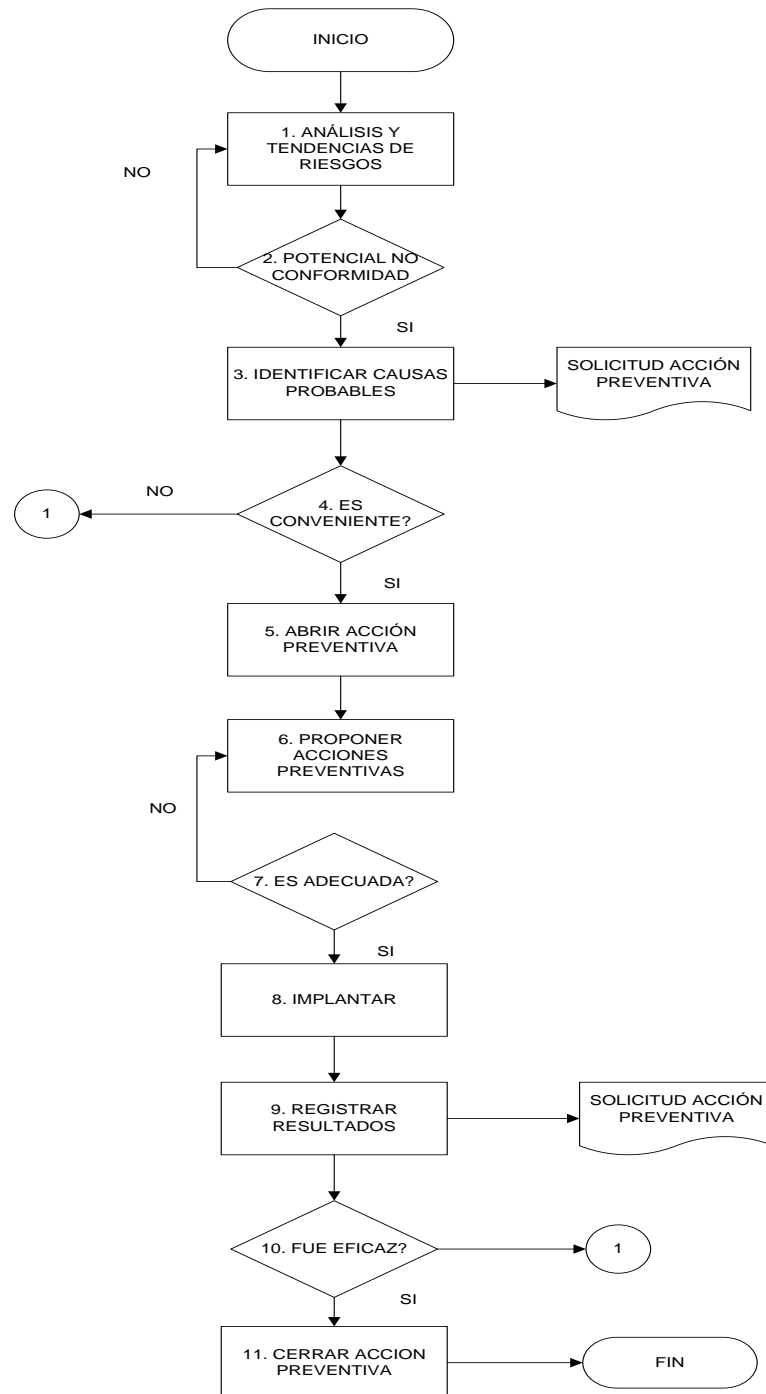 INICIO
1. ANÁLISIS Y
TENDENCIAS DE
RIESGOS
NO
2. POTENCIAL NO
CONFORMIDAD
SI
3. IDENTIFICAR CAUSAS
PROBABLES
SOLICITUD ACCIÓN
PREVENTIVA
NO
1
4. ES
CONVENIENTE?
SI
5. ABRIR ACCIÓN
PREVENTIVA
6. PROPONER
ACCIONES
PREVENTIVAS
NO
7. ES ADECUADA?
SI
8. IMPLANTAR
9. REGISTRAR
RESULTADOS
SOLICITUD ACCIÓN
PREVENTIVA
10. FUE EFICAZ?
1
SI
11. CERRAR ACCION
PREVENTIVA
FIN